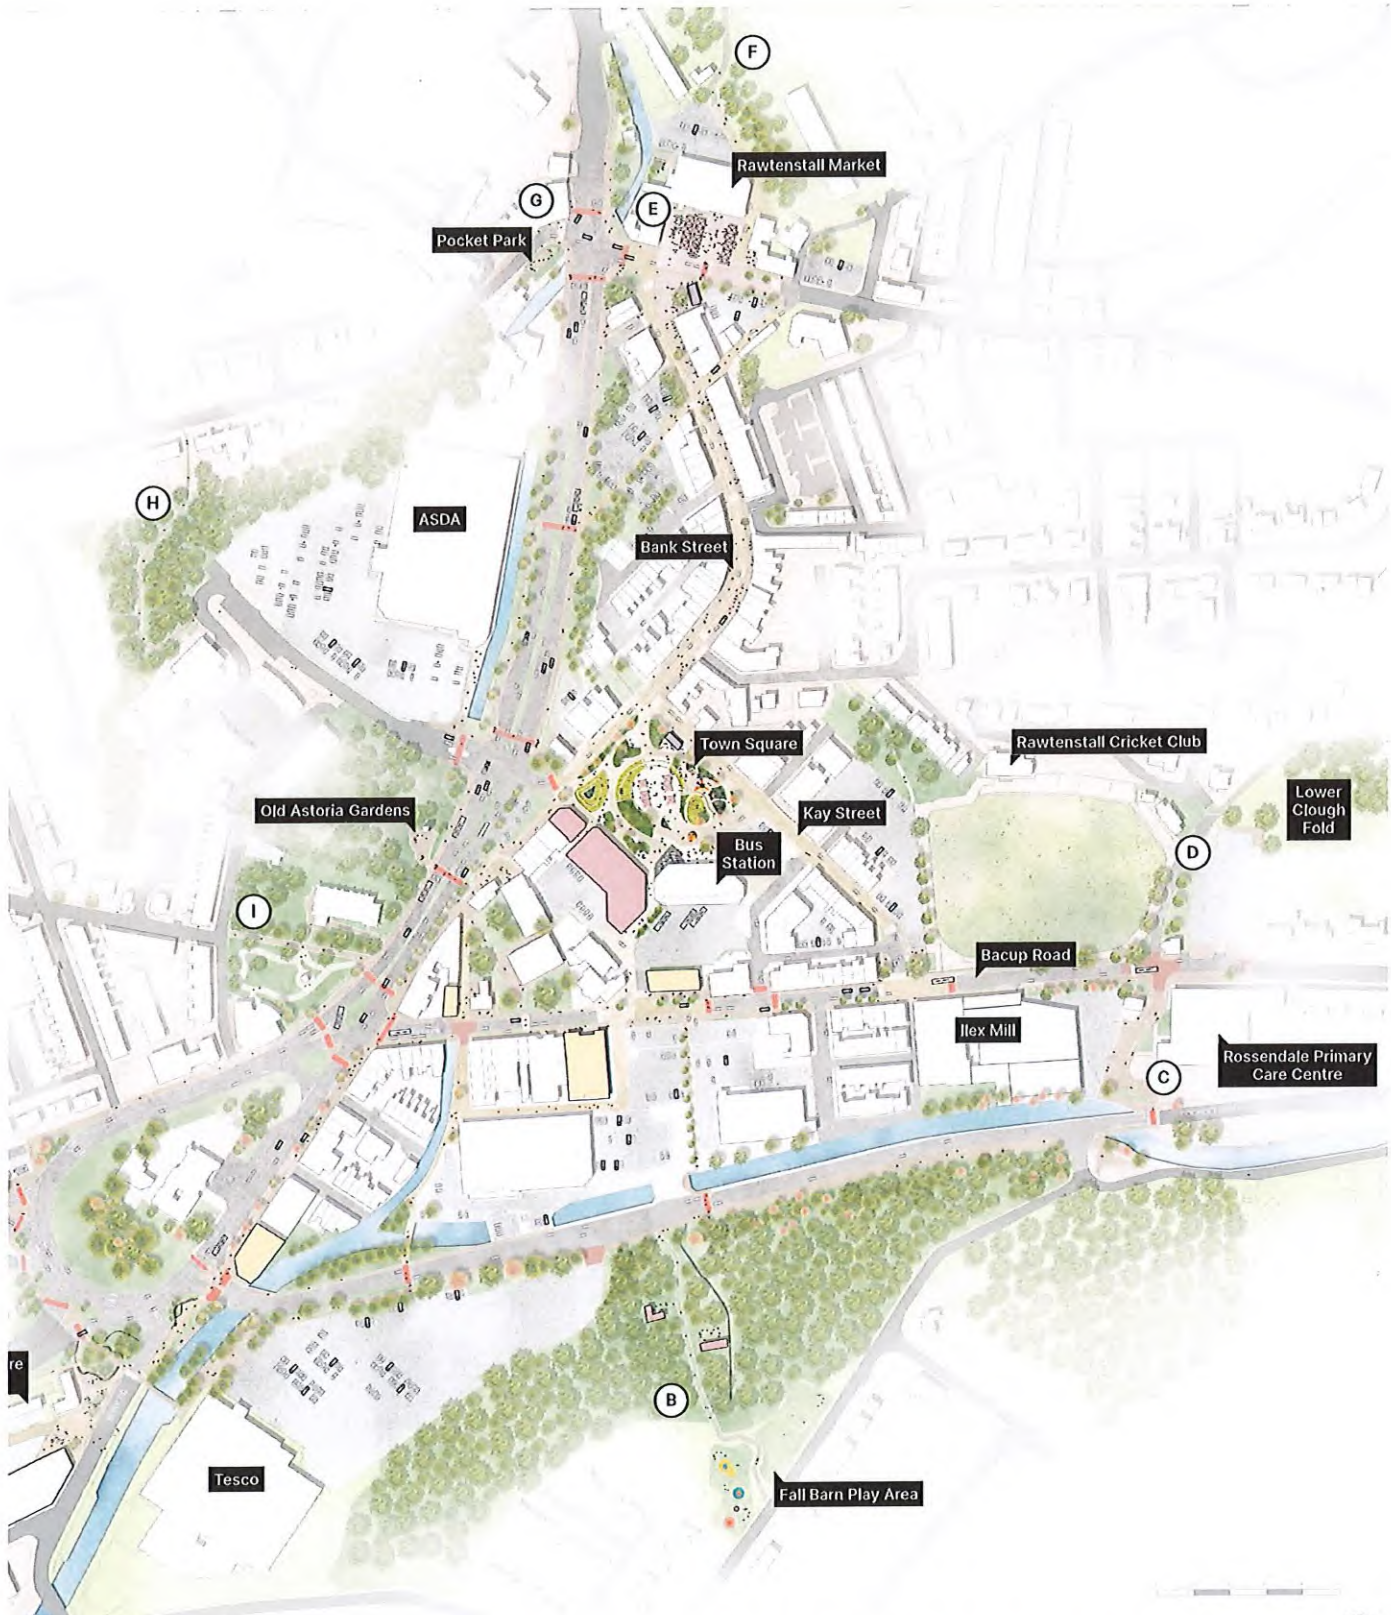 F
Rawtenstall Market
G
E
Pocket Park
H
ASDA
Bank Street
Town Square
Rawtenstall Cricket Club
Old Astoria Gardens
Kay Street
Lower
Clough
Fold
Bus
Station
D
I
Bacup Road
Ilex Mill
Rossendale Primary
Care Centre
C
re
B
Tesco
Fall Barn Play Area